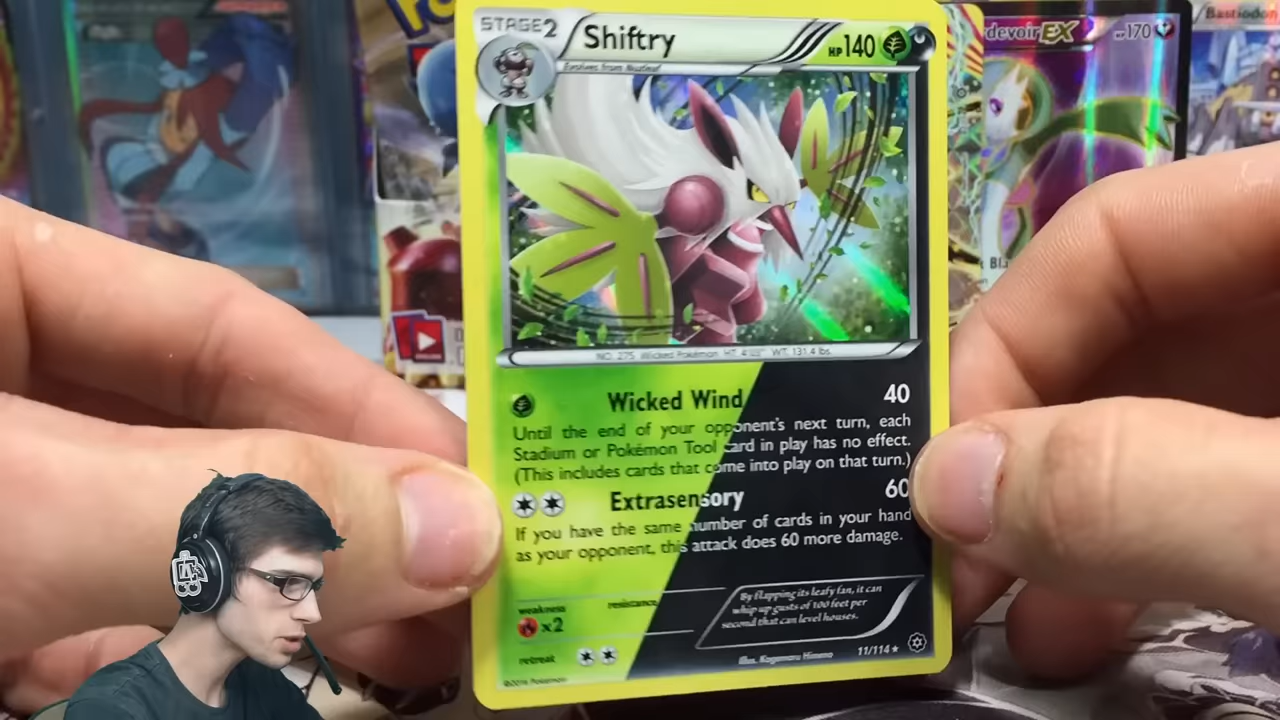 STAGE2 Shiftry HP140
Evolves from Nuzleaf
devoir EX HP170
Bastiodon
NO. 275 Wicked Pokémon HT. 4'03" WT. 131.4 lbs.
Wicked Wind 40
Until the end of your opponent's next turn, each
Stadium or Pokémon Tool card in play has no effect.
(This includes cards that come into play on that turn.)
Extrasensory 60
If you have the same number of cards in your hand
as your opponent, this attack does 60 more damage.
weakness resistance
x2
By flapping its leafy fan, it can
whip up gusts of 100 feet per
second that can level houses.
retreat
Illus. Kagemaru Himeno 11/114
©2016 Pokémon